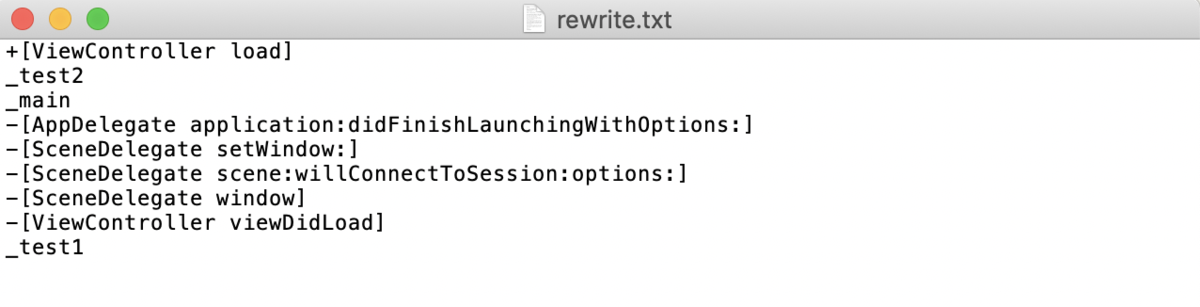 rewrite.txt
+[ViewController load]
_test2
_main
-[AppDelegate application:didFinishLaunchingWithOptions:]
-[SceneDelegate setWindow:]
-[SceneDelegate scene:willConnectToSession:options:]
-[SceneDelegate window]
-[ViewController viewDidLoad]
_test1